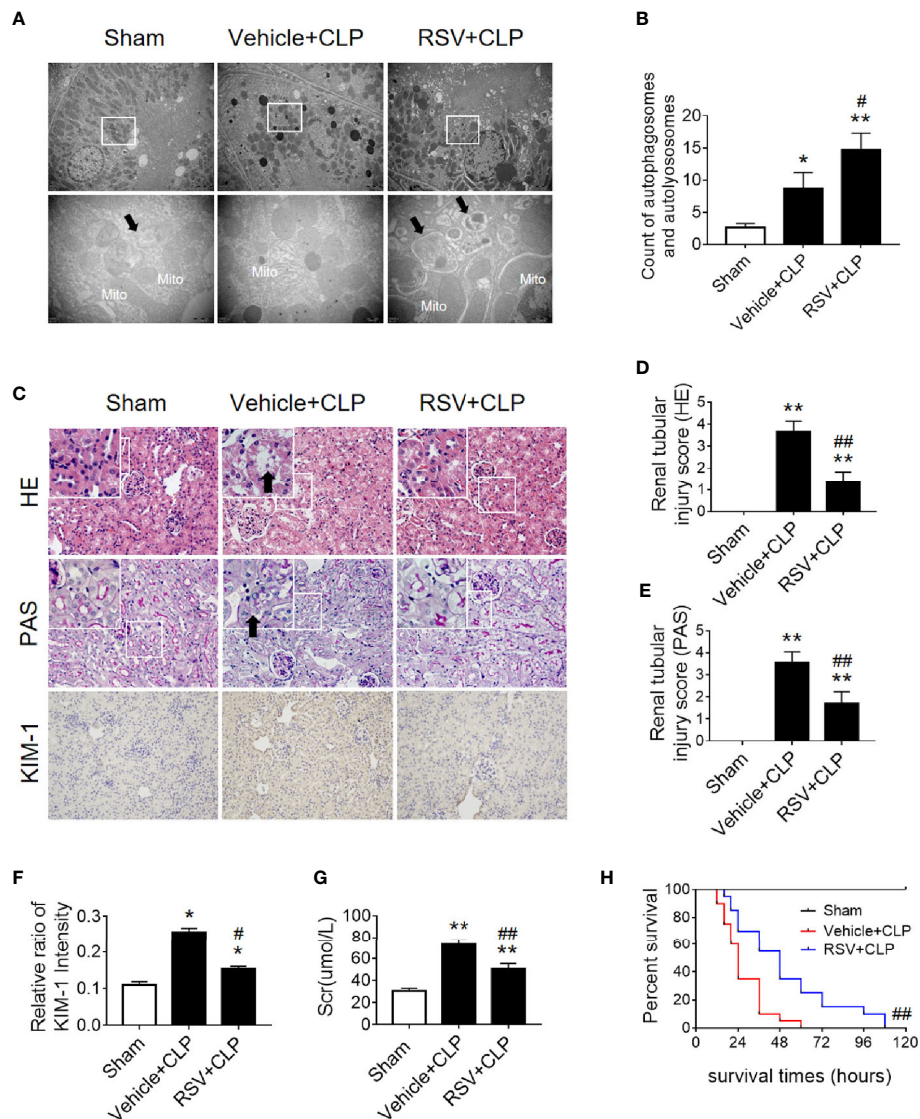 A
Sham Vehicle+CLP RSV+CLP
Mito
Mito
Mito
Mito
Mito
B
Count of autophagosomes
and autolyososomes
20
15
10
5
0
*
#
**
Sham
Vehicle+CLP
RSV+CLP
C
Sham Vehicle+CLP RSV+CLP
HE
PAS
KIM-1
D
Renal tubular
injury score (HE)
5
4
3
2
1
0
**
##
**
Sham
Vehicle+CLP
RSV+CLP
E
Renal tubular
injury score (PAS)
5
4
3
2
1
0
**
##
**
Sham
Vehicle+CLP
RSV+CLP
F
Relative ratio of
KIM-1 Intensity
0.3
0.2
0.1
0.0
*
#
*
Sham
Vehicle+CLP
RSV+CLP
G
Scr(umol/L)
100
80
60
40
20
0
**
##
**
Sham
Vehicle+CLP
RSV+CLP
H
Percent survival
100
80
60
40
20
0
Sham
Vehicle+CLP
RSV+CLP
##
0 24 48 72 96 120
survival times (hours)